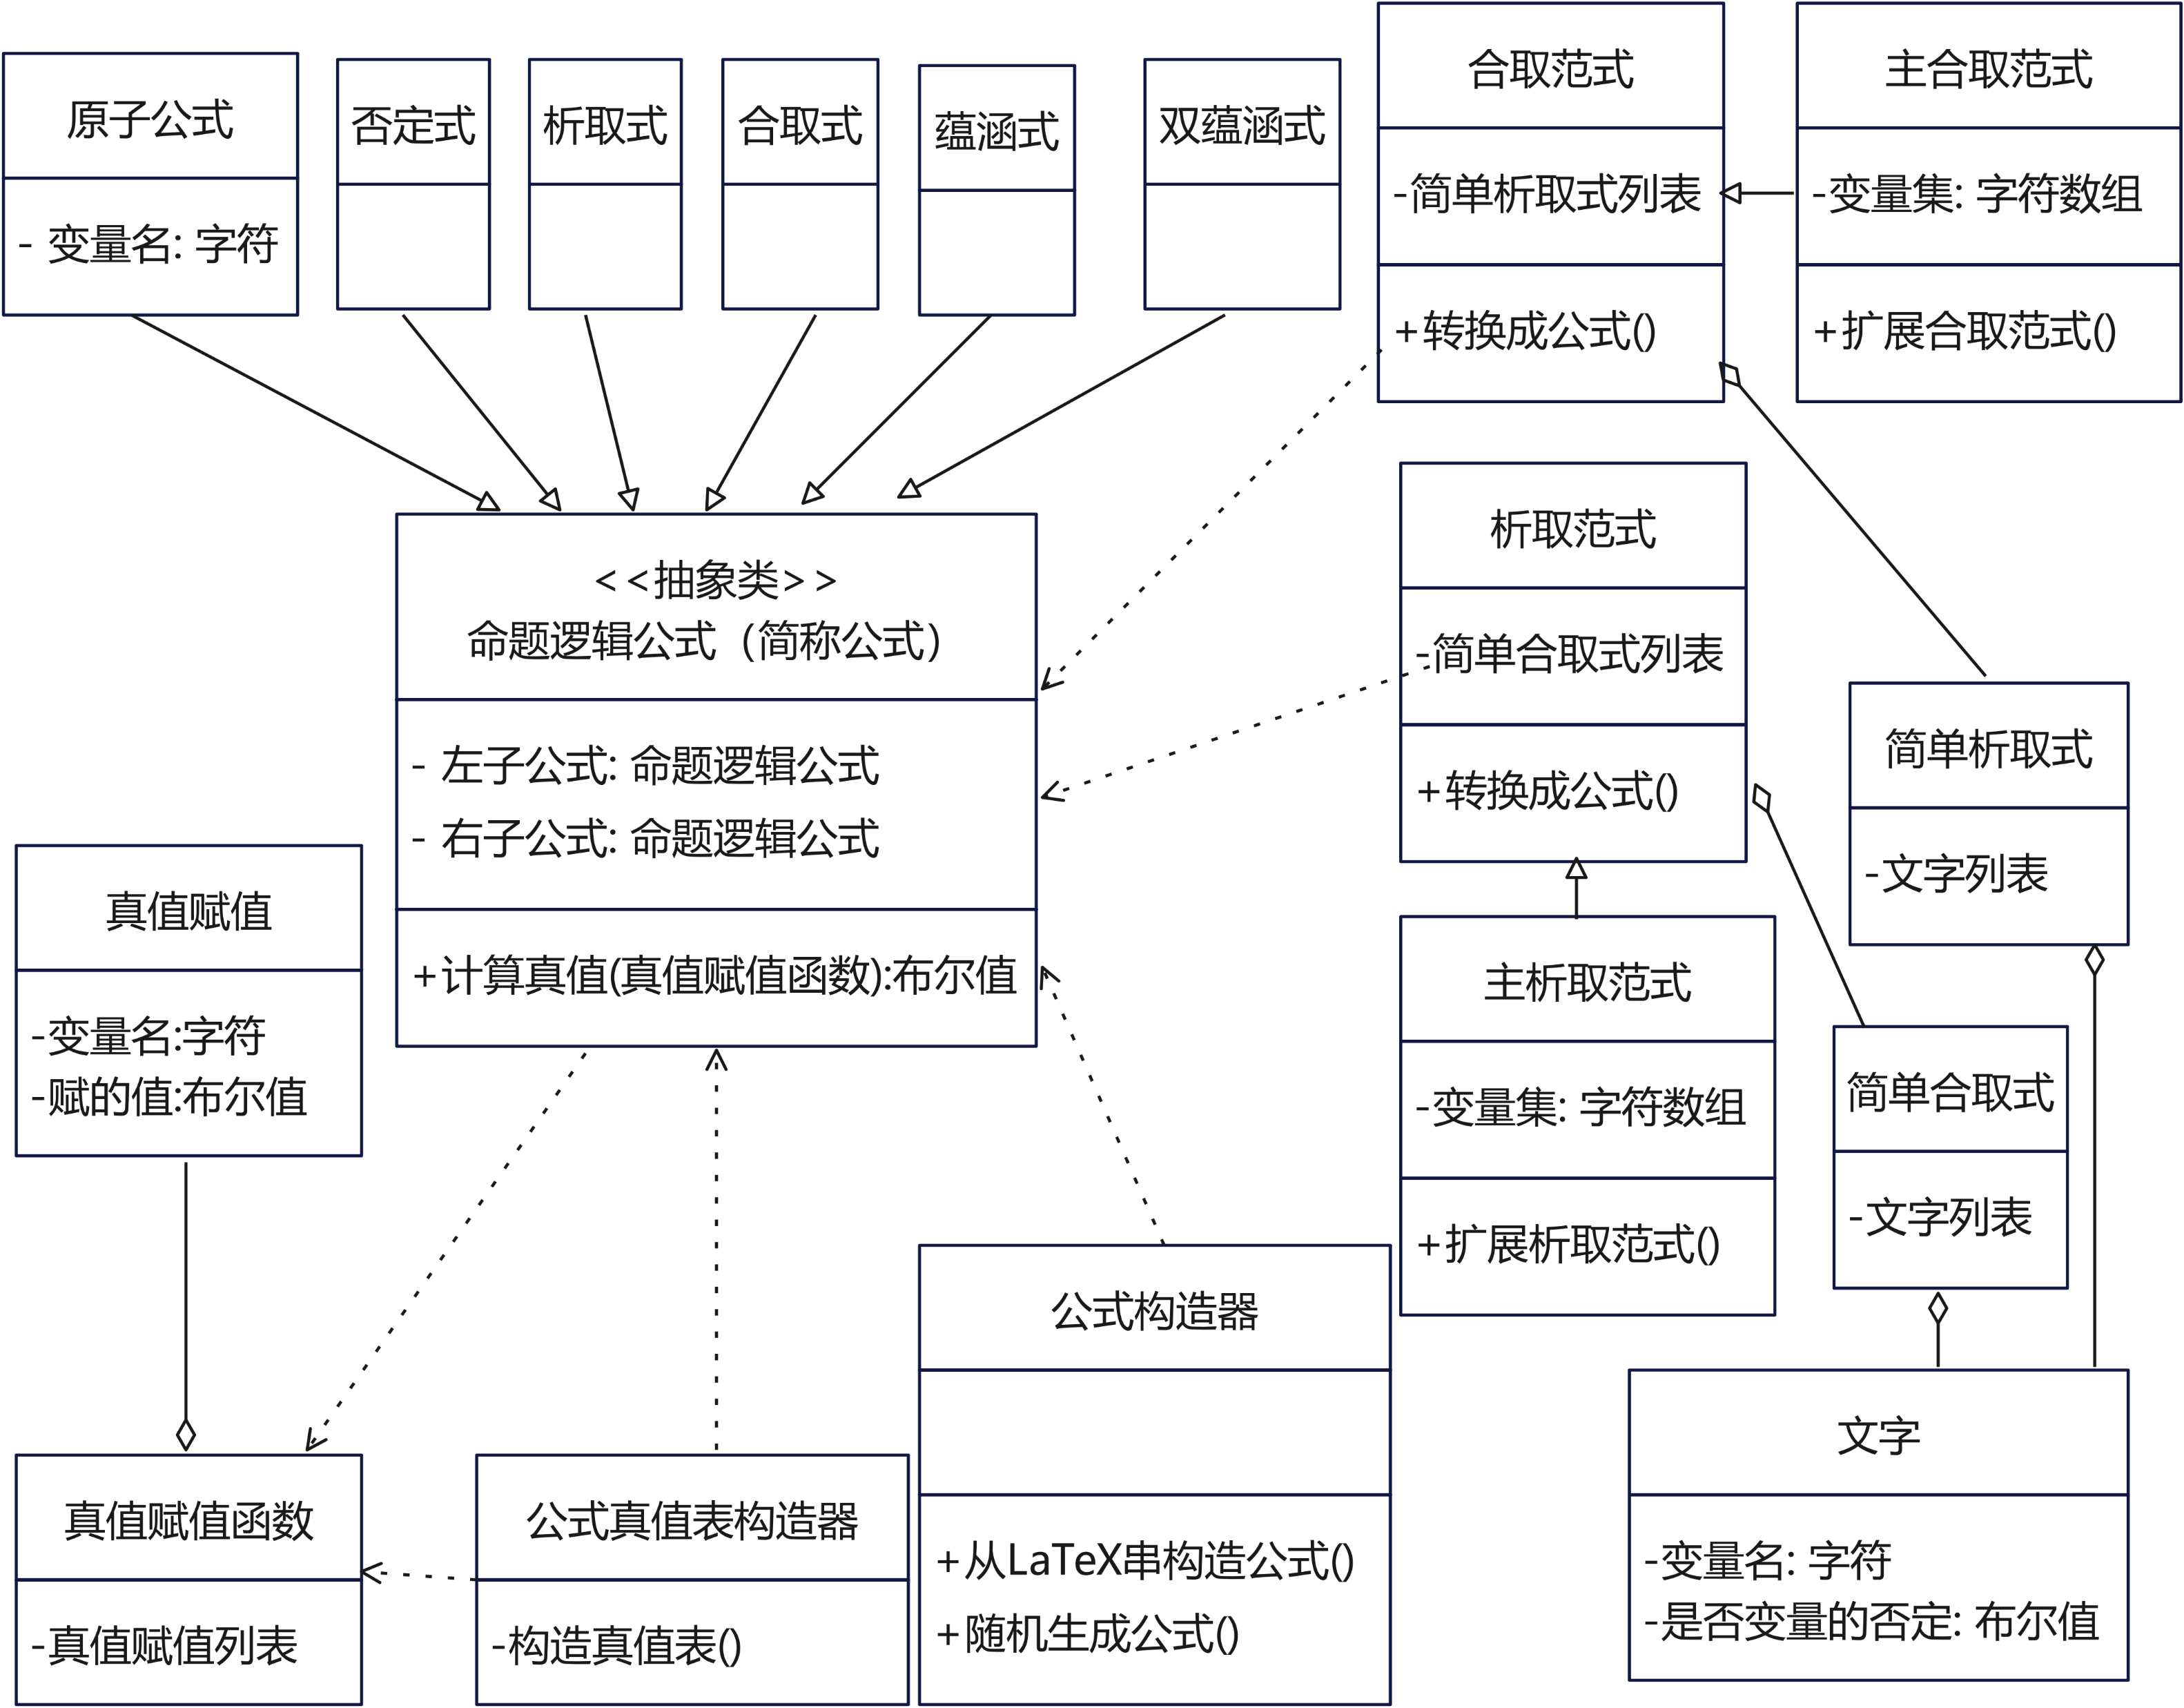 原子公式
- 变量名: 字符
否定式
析取式
合取式
蕴涵式
双蕴涵式
合取范式
-简单析取式列表
+转换成公式()
主合取范式
-变量集: 字符数组
+扩展合取范式()
<<抽象类>>
命题逻辑公式（简称公式）
- 左子公式: 命题逻辑公式
- 右子公式: 命题逻辑公式
+计算真值(真值赋值函数):布尔值
析取范式
-简单合取式列表
+转换成公式()
简单析取式
-文字列表
真值赋值
-变量名:字符
-赋的值:布尔值
主析取范式
-变量集: 字符数组
+扩展析取范式()
简单合取式
-文字列表
真值赋值函数
-真值赋值列表
公式真值表构造器
-构造真值表()
公式构造器
+从LaTeX串构造公式()
+随机生成公式()
文字
-变量名: 字符
-是否变量的否定: 布尔值